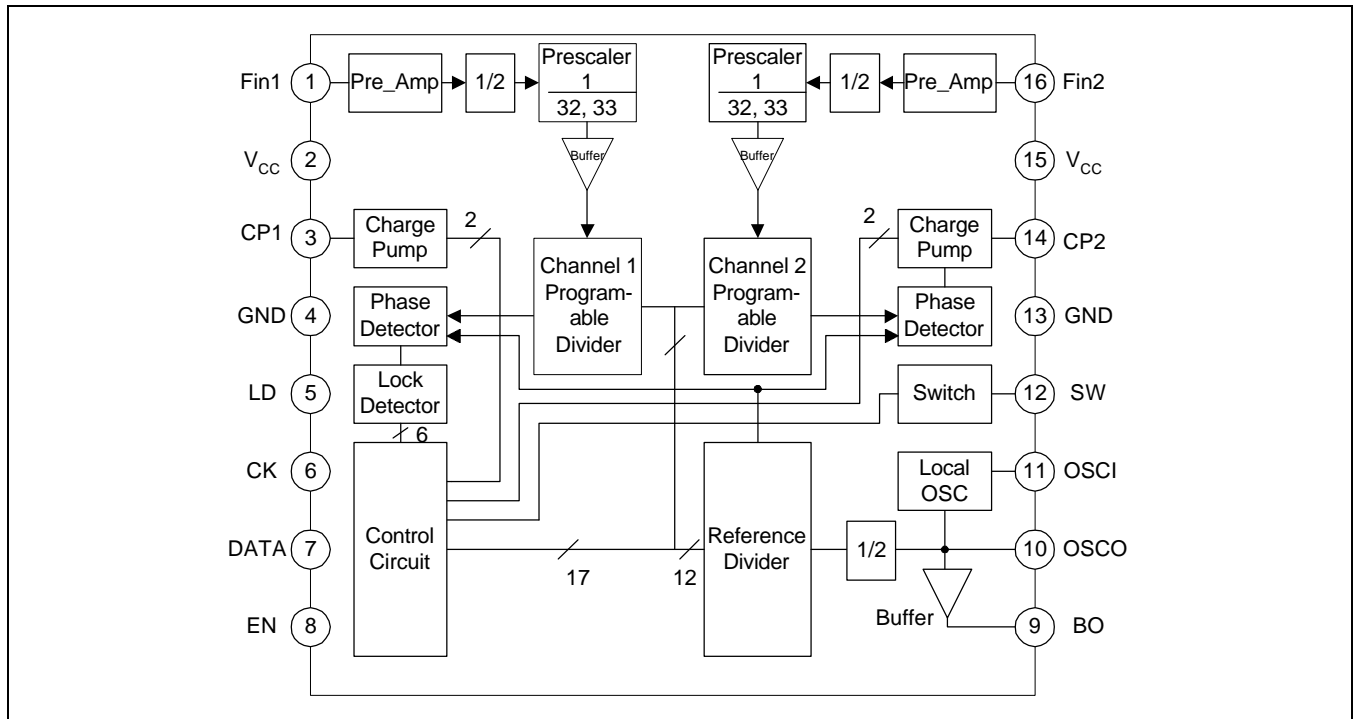 Fin1
1
Pre_Amp
1/2
Prescaler
1
32, 33
Prescaler
1
32, 33
1/2
Pre_Amp
16
Fin2
Buffer
Buffer
VCC
2
15
VCC
CP1
3
Charge
Pump
2
Channel 1
Program-
able
Divider
Channel 2
Program-
able
Divider
2
Charge
Pump
14
CP2
GND
4
Phase
Detector
Phase
Detector
13
GND
LD
5
Lock
Detector
6
Switch
12
SW
CK
6
Local
OSC
11
OSCI
DATA
7
Control
Circuit
17
12
Reference
Divider
1/2
10
OSCO
EN
8
Buffer
9
BO